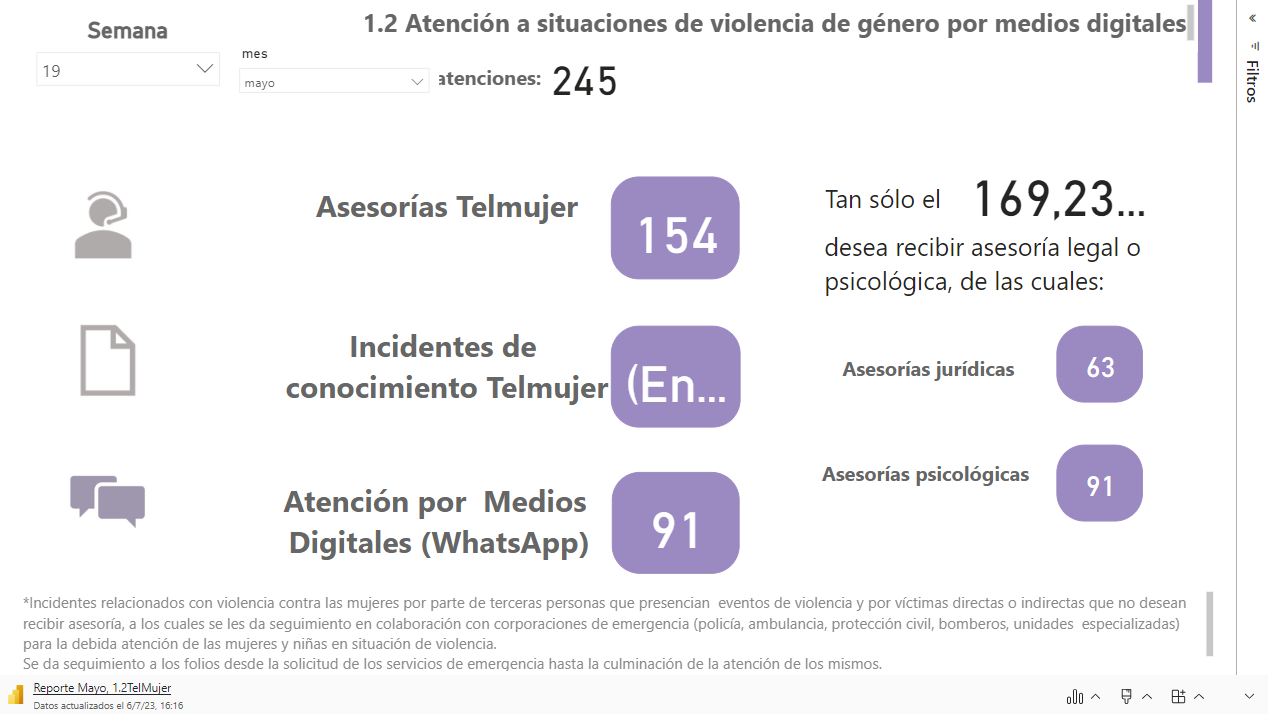 Semana
19
mes
mayo
1.2 Atención a situaciones de violencia de género por medios digitales
atenciones: 245
Asesorías Telmujer
154
Incidentes de
conocimiento Telmujer
(En...
Atención por Medios
Digitales (WhatsApp)
91
Tan sólo el 169,23...
desea recibir asesoría legal o
psicológica, de las cuales:
Asesorías jurídicas
63
Asesorías psicológicas
91
*Incidentes relacionados con violencia contra las mujeres por parte de terceras personas que presencian eventos de violencia y por víctimas directas o indirectas que no desean
recibir asesoría, a los cuales se les da seguimiento en colaboración con corporaciones de emergencia (policía, ambulancia, protección civil, bomberos, unidades especializadas)
para la debida atención de las mujeres y niñas en situación de violencia.
Se da seguimiento a los folios desde la solicitud de los servicios de emergencia hasta la culminación de la atención de los mismos.
Filtros
Reporte Mayo, 1.2TelMujer
Datos actualizados el 6/7/23, 16:16